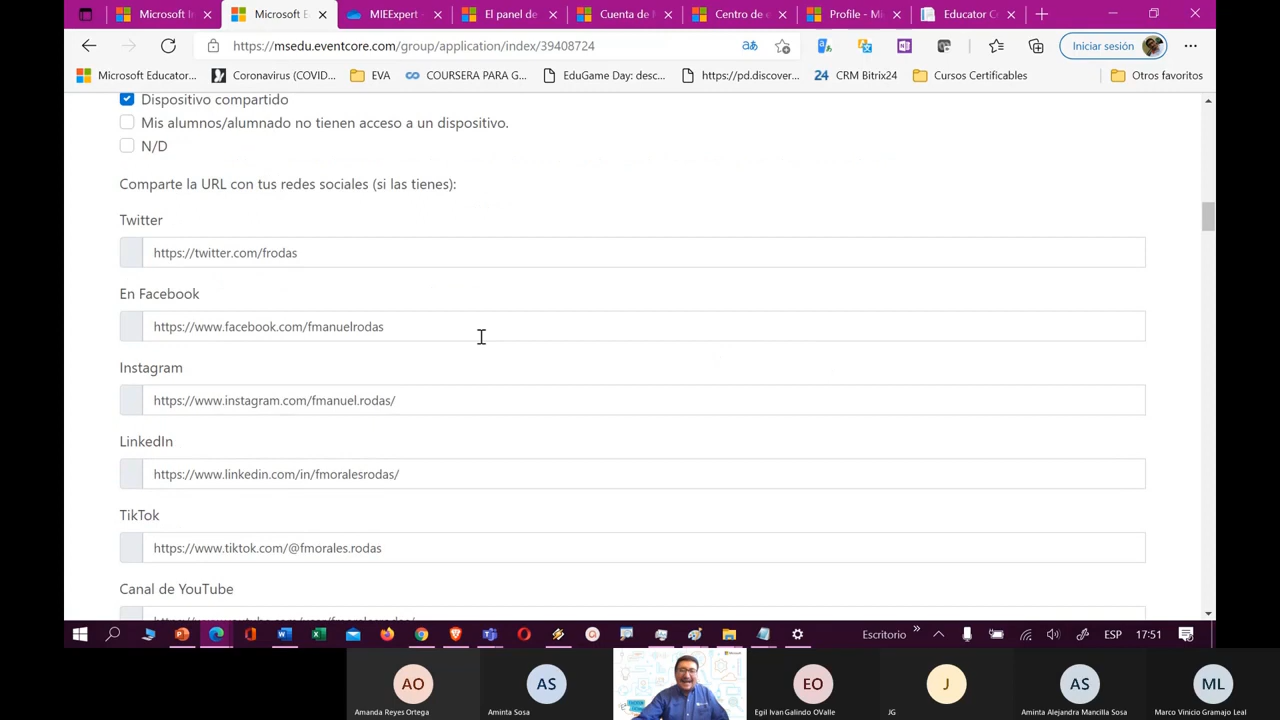 Microsoft I
Microsoft E
MIEExpert -
El panel de
Cuenta de
Centro de e
Profile - Mi
Educator C
https://msedu.eventcore.com/group/application/index/39408724
Iniciar sesión
Microsoft Educator...
Coronavirus (COVID...
EVA
COURSERA PARA G...
EduGame Day: desc...
https://pd.discover...
24 CRM Bitrix24
Cursos Certificables
Otros favoritos
Dispositivo compartido
Mis alumnos/alumnado no tienen acceso a un dispositivo.
N/D
Comparte la URL con tus redes sociales (si las tienes):
Twitter
https://twitter.com/frodas
En Facebook
https://www.facebook.com/fmanuelrodas
Instagram
https://www.instagram.com/fmanuel.rodas/
LinkedIn
https://www.linkedin.com/in/fmoralesrodas/
TikTok
https://www.tiktok.com/@fmorales.rodas
Canal de YouTube
Escritorio
ESP
17:51
AO
AS
EO
J
AS
ML
Amanda Reyes Ortega
Aminta Sosa
Egil Ivan Galindo OValle
JG
Aminta Alejandra Mancilla Sosa
Marco Vinicio Gramajo Leal